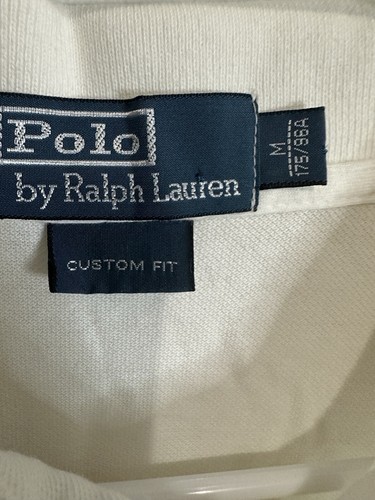 Polo
by Ralph Lauren
M
175/96A
CUSTOM FIT